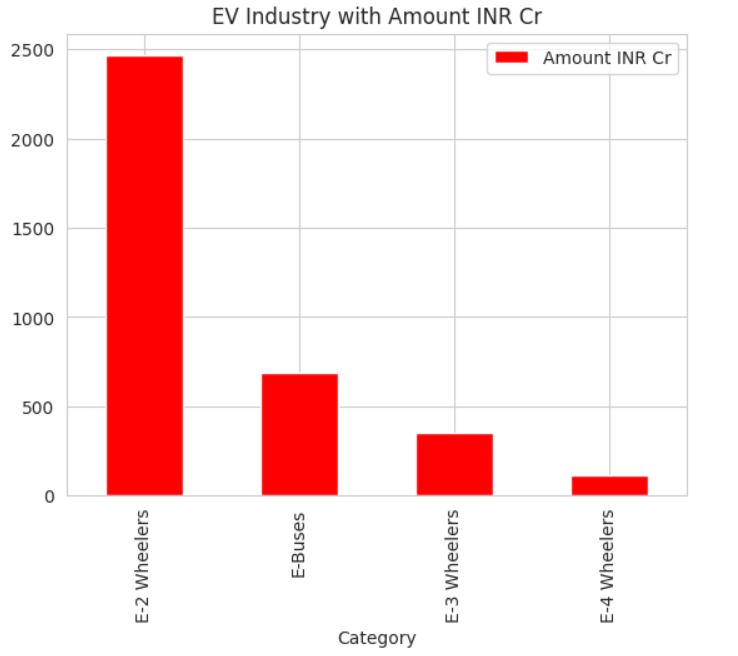 EV Industry with Amount INR Cr
Amount INR Cr
2500
2000
1500
1000
500
0
E-2 Wheelers
E-Buses
E-3 Wheelers
E-4 Wheelers
Category